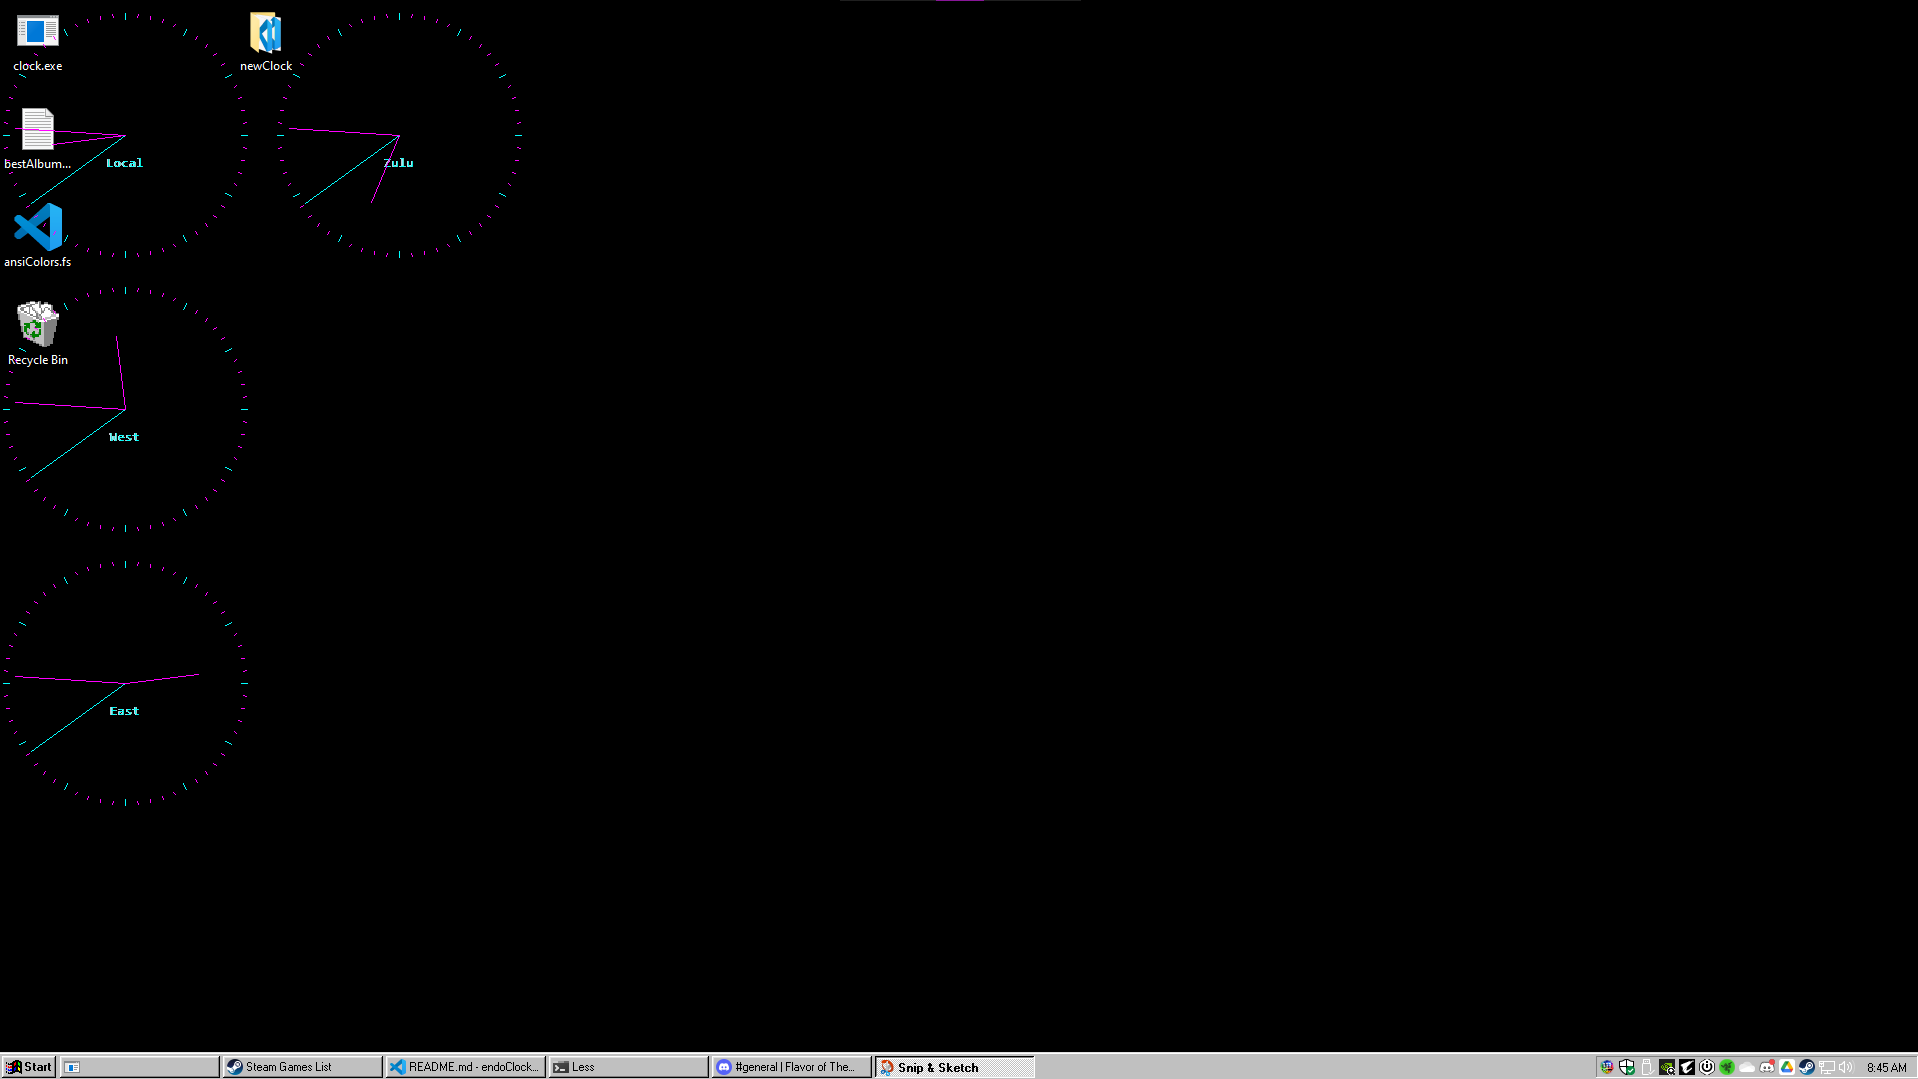 clock.exe
newClock
bestAlbum...
Local
Zulu
ansiColors.fs
Recycle Bin
West
East
Start
Steam Games List
README.md - endoClock...
Less
#general | Flavor of The...
Snip & Sketch
8:45 AM